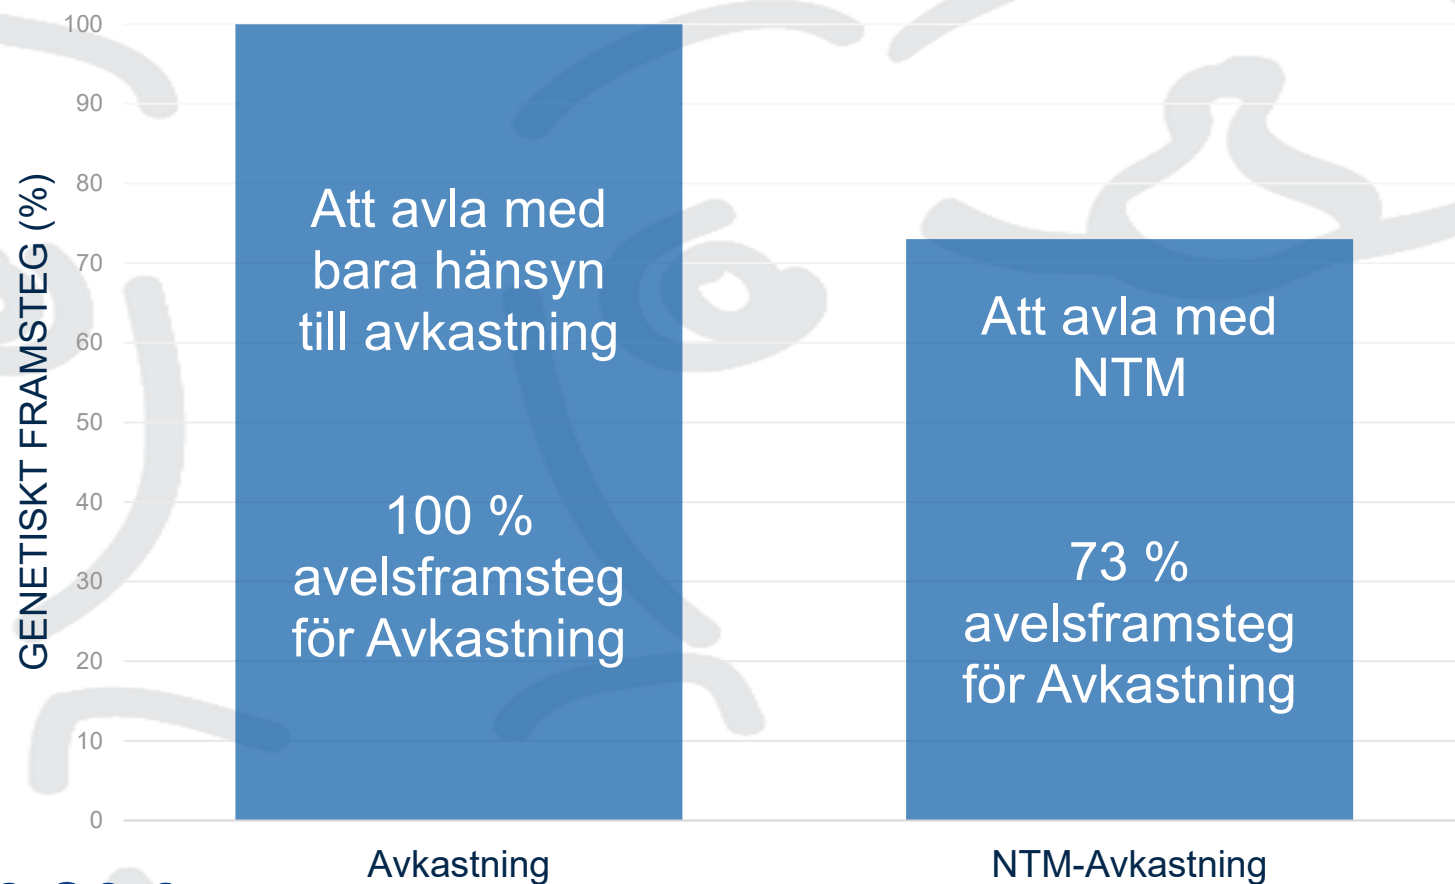 GENETISKT FRAMSTEG (%)
100
90
80
70
60
50
40
30
20
10
0
Att avla med
bara hänsyn
till avkastning
100 %
avelsframsteg
för Avkastning
Att avla med
NTM
73 %
avelsframsteg
för Avkastning
Avkastning
NTM-Avkastning